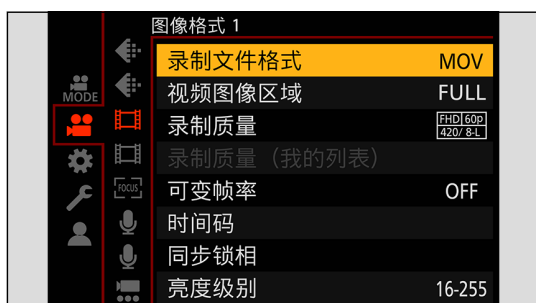 图像格式 1
录制文件格式 MOV
视频图像区域 FULL
录制质量 FHD 60p 420/ 8-L
录制质量（我的列表）
可变帧率 OFF
时间码
同步锁相
亮度级别 16-255
MODE
FOCUS